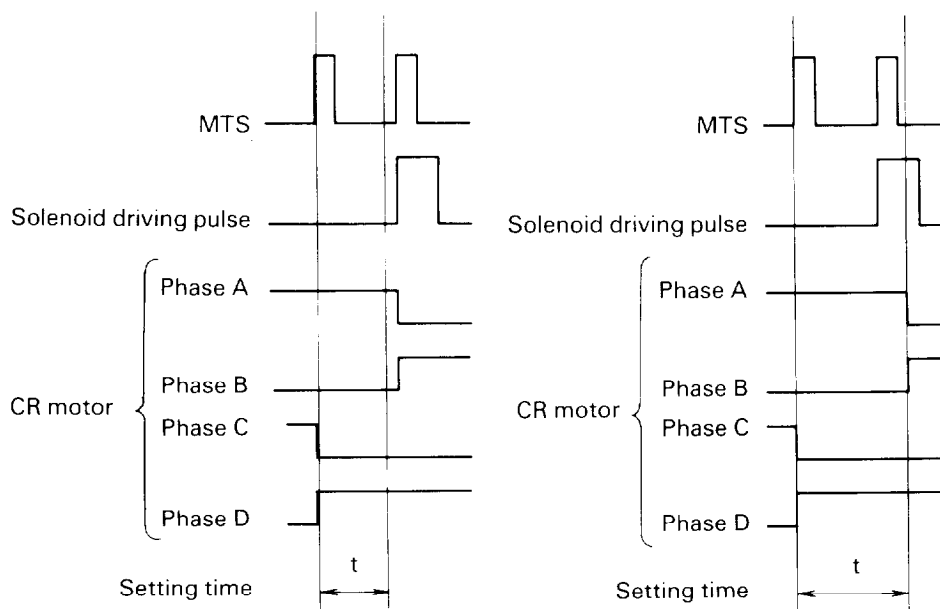 MTS
Solenoid driving pulse
Phase A
Phase B
CR motor
Phase C
Phase D
t
Setting time
MTS
Solenoid driving pulse
Phase A
Phase B
CR motor
Phase C
Phase D
t
Setting time